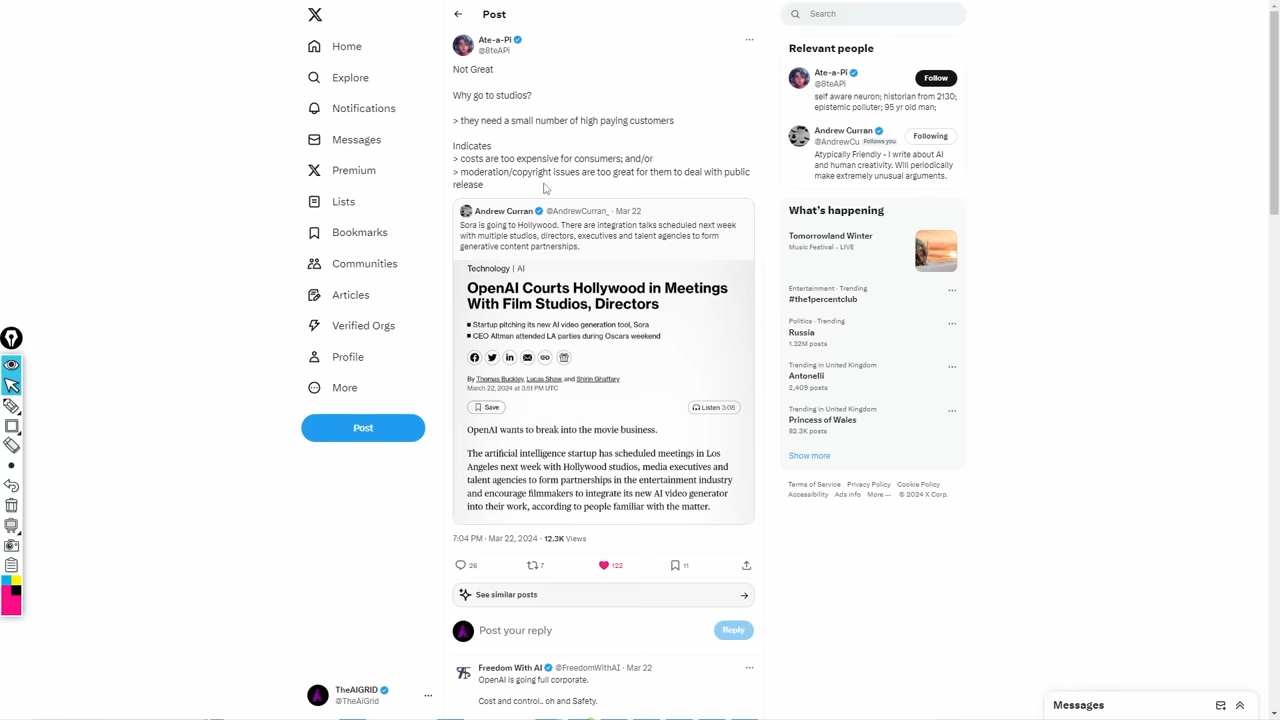 Home
Explore
Notifications
Messages
Premium
Lists
Bookmarks
Communities
Articles
Verified Orgs
Profile
More
Post
TheAIGRID
@TheAiGrid
Post
Ate-a-Pi
@8teAPi
Not Great
Why go to studios?
> they need a small number of high paying customers
Indicates
> costs are too expensive for consumers; and/or
> moderation/copyright issues are too great for them to deal with public
release
Andrew Curran @AndrewCurran_ · Mar 22
Sora is going to Hollywood. There are integration talks scheduled next week
with multiple studios, directors, executives and talent agencies to form
generative content partnerships.
Technology | AI
OpenAI Courts Hollywood in Meetings
With Film Studios, Directors
■ Startup pitching its new AI video generation tool, Sora
■ CEO Altman attended LA parties during Oscars weekend
By Thomas Buckley, Lucas Shaw, and Shirin Ghaffary
March 22, 2024 at 3:51 PM UTC
Save
Listen 3:08
OpenAI wants to break into the movie business.
The artificial intelligence startup has scheduled meetings in Los
Angeles next week with Hollywood studios, media executives and
talent agencies to form partnerships in the entertainment industry
and encourage filmmakers to integrate its new AI video generator
into their work, according to people familiar with the matter.
7:04 PM · Mar 22, 2024 · 12.3K Views
26 7 122 11
See similar posts
Post your reply
Reply
Freedom With AI @FreedomWithAI · Mar 22
OpenAI is going full corporate.
Cost and control.. oh and Safety.
Search
Relevant people
Ate-a-Pi
@8teAPi
Follow
self aware neuron; historian from 2130;
epistemic polluter; 95 yr old man;
Andrew Curran
@AndrewCu Follows you
Following
Atypically Friendly - I write about AI
and human creativity. Will periodically
make extremely unusual arguments.
What's happening
Tomorrowland Winter
Music Festival · LIVE
Entertainment · Trending
#the1percentclub
Politics · Trending
Russia
1.32M posts
Trending in United Kingdom
Antonelli
2,409 posts
Trending in United Kingdom
Princess of Wales
82.3K posts
Show more
Terms of Service Privacy Policy Cookie Policy
Accessibility Ads info More ··· © 2024 X Corp.
Messages